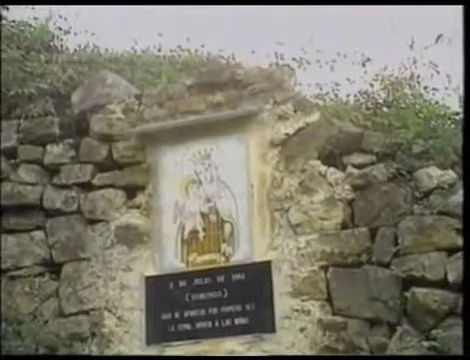 2 DE JULIO DE 1961
(DOMINGO)
AQUI SE APARECIO POR PRIMERA VEZ
LA STMA. VIRGEN A LAS NIÑAS